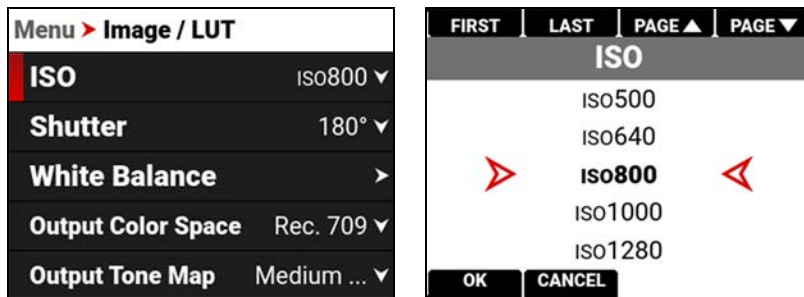 Menu > Image / LUT
ISO ISO800
Shutter 180°
White Balance >
Output Color Space Rec. 709
Output Tone Map Medium ...
FIRST LAST PAGE▲ PAGE▼
ISO
ISO500
ISO640
ISO800
ISO1000
ISO1280
OK CANCEL